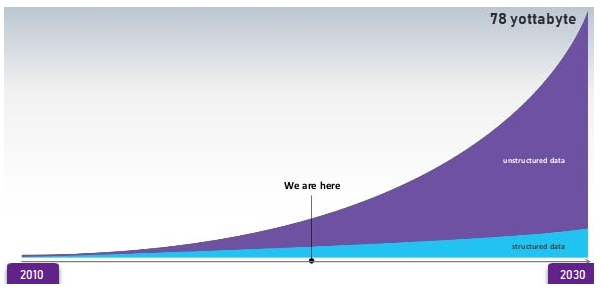 78 yottabyte
unstructured data
We are here
structured data
2010
2030